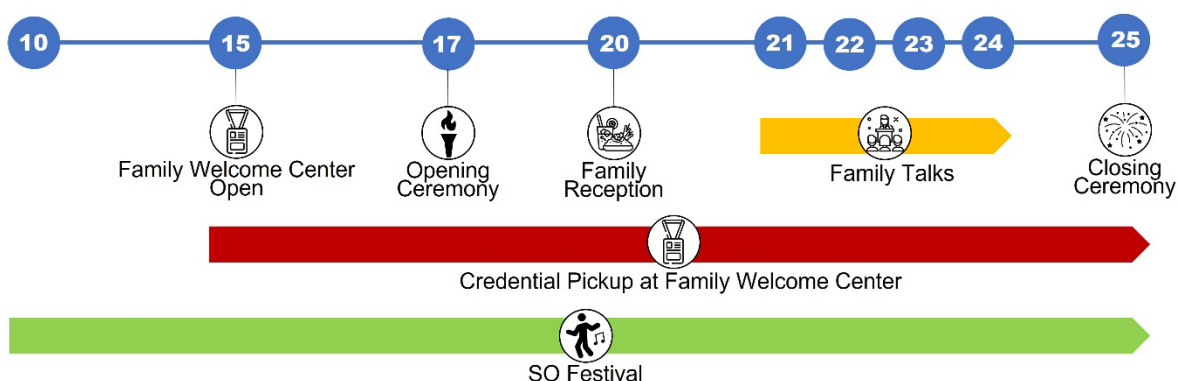 10 15 17 20 21 22 23 24 25
Family Welcome Center
Open
Opening
Ceremony
Family
Reception
Family Talks
Closing
Ceremony
Credential Pickup at Family Welcome Center
SO Festival